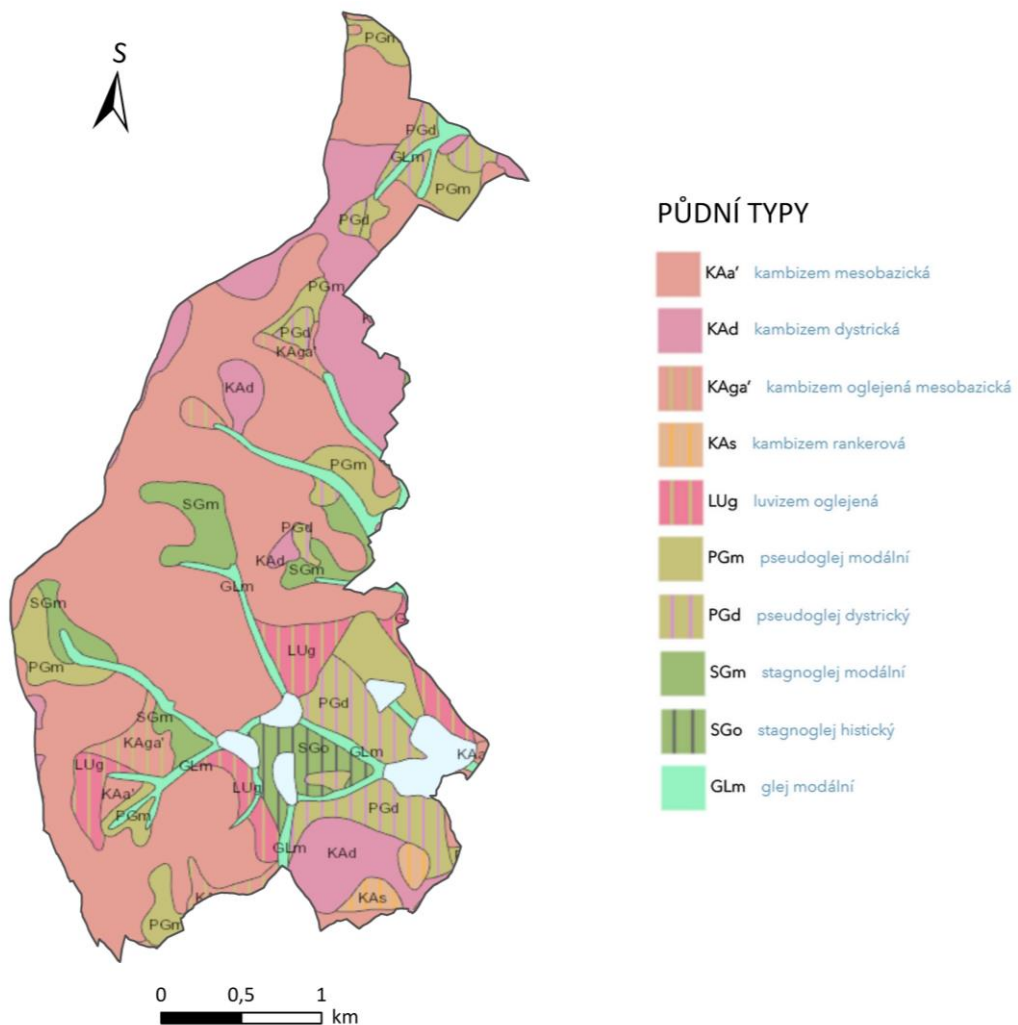 S
PGm
PGd
GLm
PGm
PGd
PGm
PGd
KAga'
KAd
PGm
SGm
PGd
KAd
SGm
GLm
SGm
LUg
PGm
PGd
SGm
KAga'
SGo
GLm
KAa
LUg
GLm
KAa'
LUg
PGd
PGm
GLm
KAd
KAs
PGm
0 0,5 1
km
PŮDNÍ TYPY
KAa' kambizem mesobazická
KAd kambizem dystrická
KAga' kambizem oglejená mesobazická
KAs kambizem rankerová
LUg luvizem oglejená
PGm pseudoglej modální
PGd pseudoglej dystrický
SGm stagnoglej modální
SGo stagnoglej histický
GLm glej modální